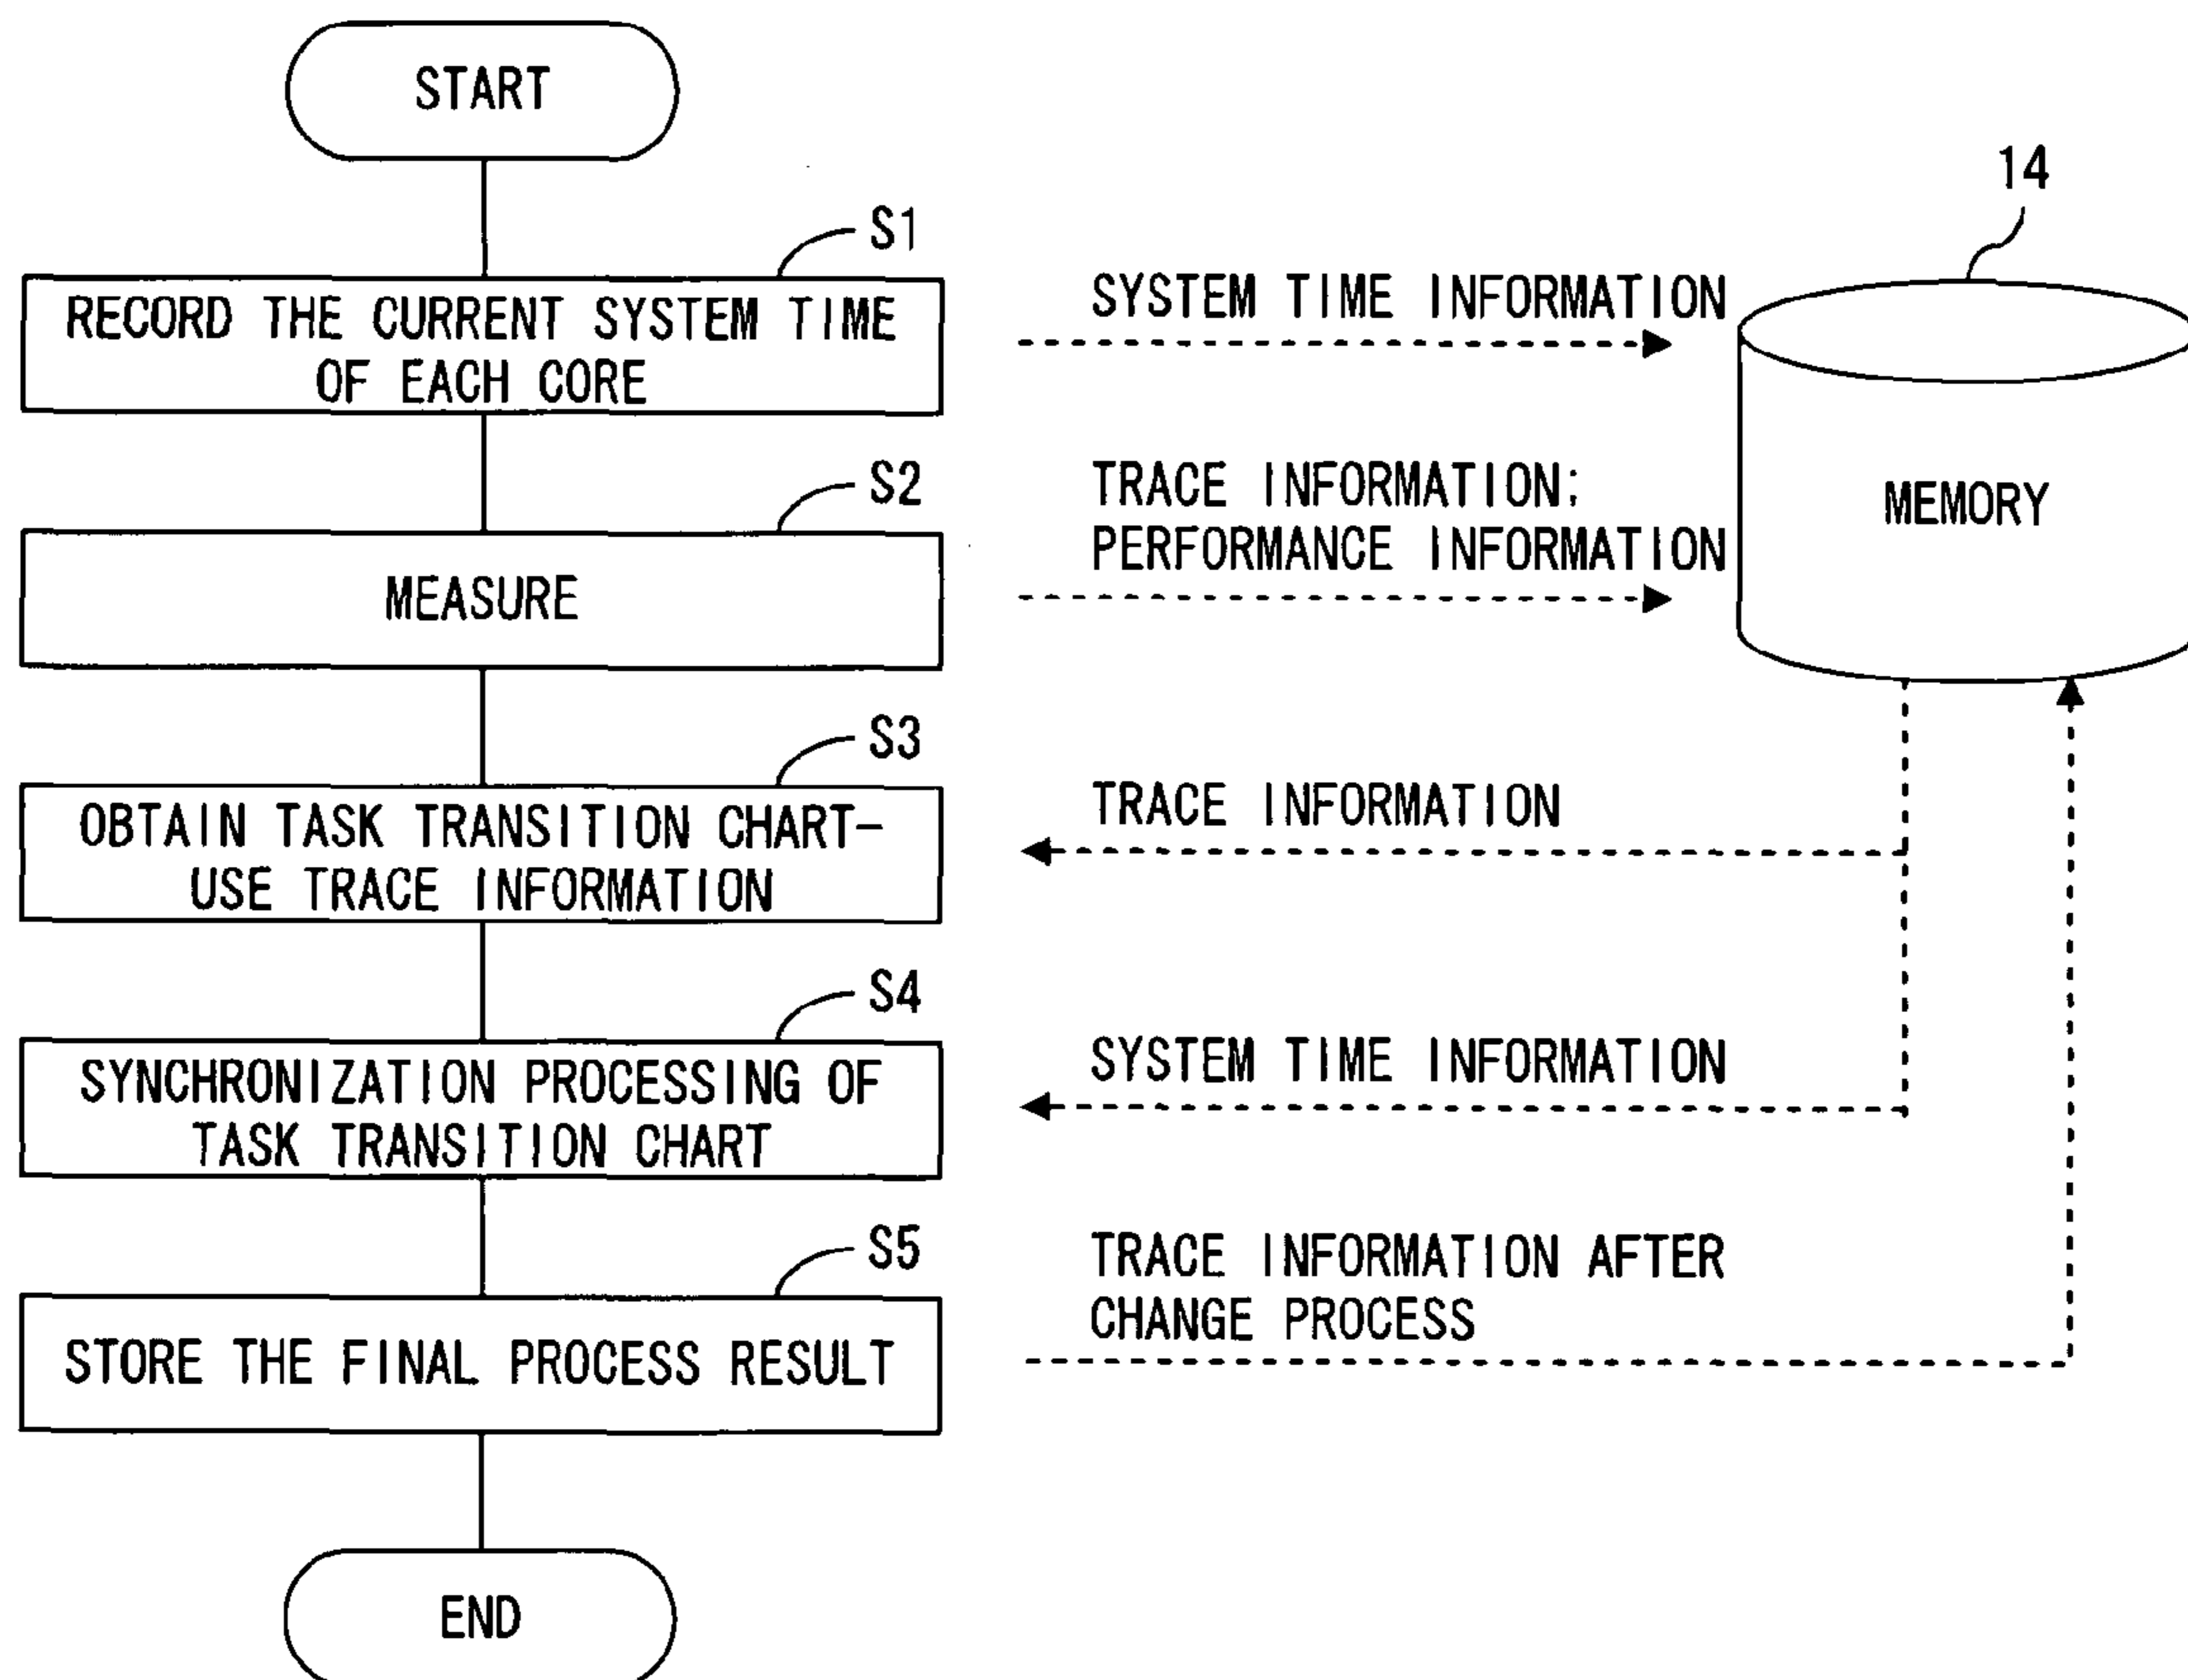 START
S1
RECORD THE CURRENT SYSTEM TIME
OF EACH CORE
SYSTEM TIME INFORMATION
14
MEMORY
S2
MEASURE
TRACE INFORMATION:
PERFORMANCE INFORMATION
S3
OBTAIN TASK TRANSITION CHART-
USE TRACE INFORMATION
TRACE INFORMATION
S4
SYNCHRONIZATION PROCESSING OF
TASK TRANSITION CHART
SYSTEM TIME INFORMATION
S5
STORE THE FINAL PROCESS RESULT
TRACE INFORMATION AFTER
CHANGE PROCESS
END